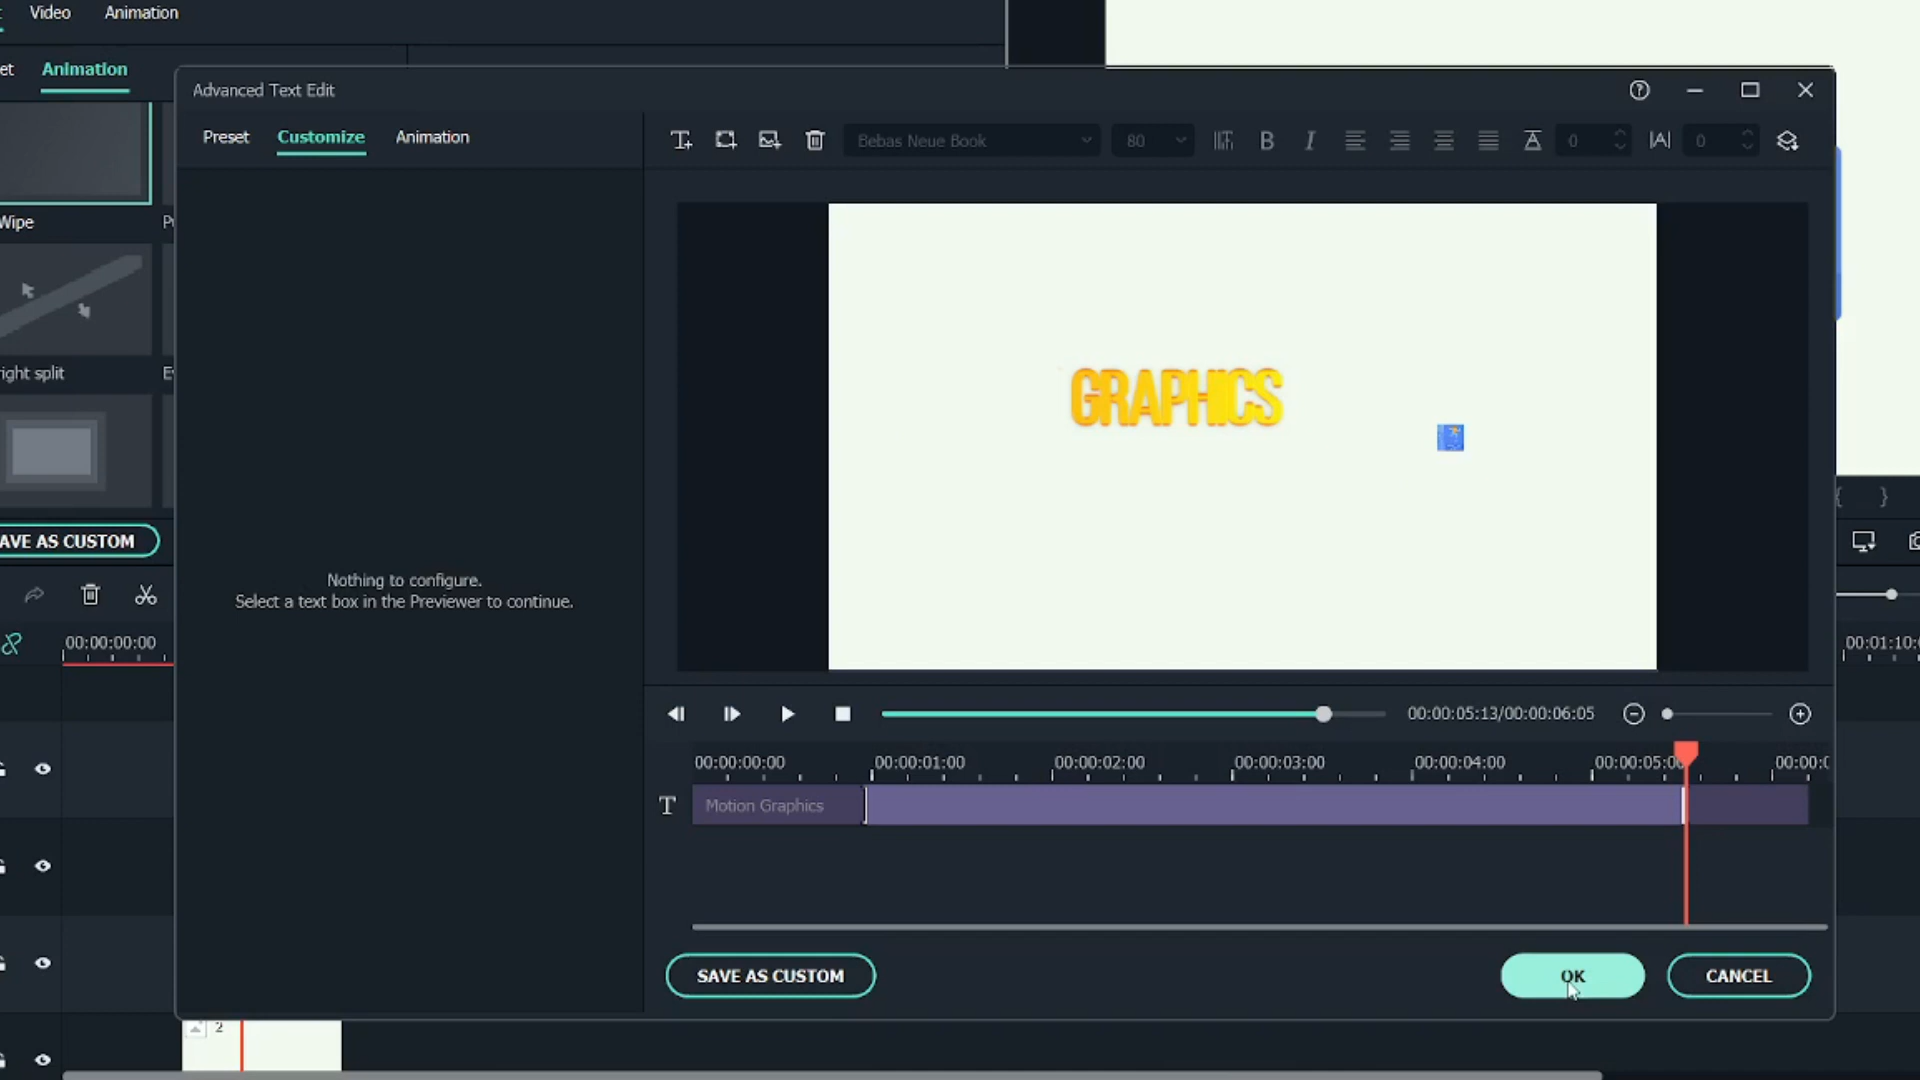 Video
Animation
et
Animation
Advanced Text Edit
Preset
Customize
Animation
Bebas Neue Book
80
B
I
0
0
Wipe
ight split
GRAPHICS
AVE AS CUSTOM
Nothing to configure.
Select a text box in the Previewer to continue.
00:00:00:00
00:01:10:
00:00:05:13/00:00:06:05
00:00:00:00
00:00:01:00
00:00:02:00
00:00:03:00
00:00:04:00
00:00:05:0
00:00:0
T
Motion Graphics
SAVE AS CUSTOM
OK
CANCEL
2